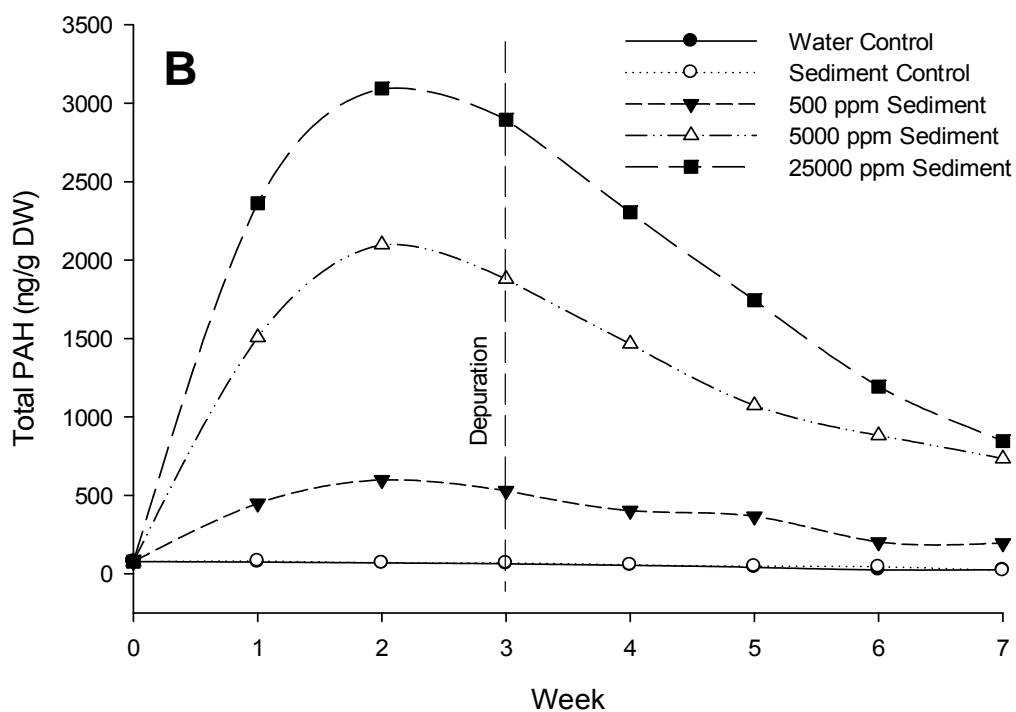 B
Water Control
Sediment Control
500 ppm Sediment
5000 ppm Sediment
25000 ppm Sediment
Total PAH (ng/g DW)
3500
3000
2500
2000
1500
1000
500
0
Depuration
0 1 2 3 4 5 6 7
Week